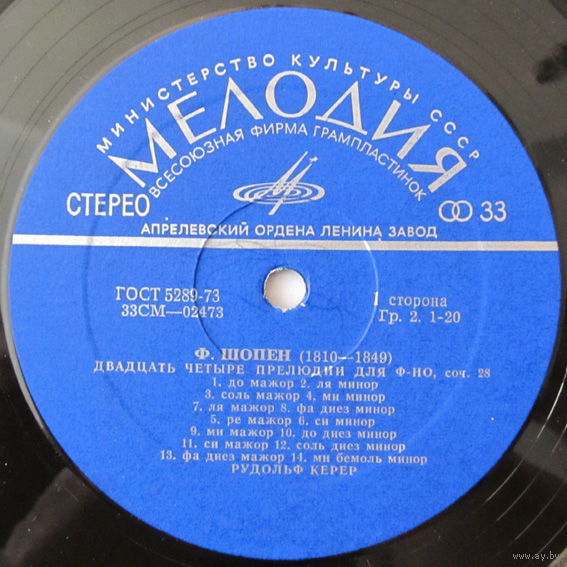 МИНИСТЕРСТВО КУЛЬТУРЫ СССР
МЕЛОДИЯ
ВСЕСОЮЗНАЯ ФИРМА ГРАМПЛАСТИНОК
СТЕРЕО 33
АПРЕЛЕВСКИЙ ОРДЕНА ЛЕНИНА ЗАВОД
ГОСТ 5289-73 1 сторона
33СМ—02473 Гр. 2. 1-20
Ф. ШОПЕН (1810—1849)
ДВАДЦАТЬ ЧЕТЫРЕ ПРЕЛЮДИИ ДЛЯ Ф-НО, соч. 28
1. до мажор 2. ля минор
3. соль мажор 4. ми минор
7. ля мажор 8. фа диез минор
5. ре мажор 6. си минор
9. ми мажор 10. до диез минор
11. си мажор 12. соль диез минор
13. фа диез мажор 14. ми бемоль минор
РУДОЛЬФ КЕРЕР
www.ay.by